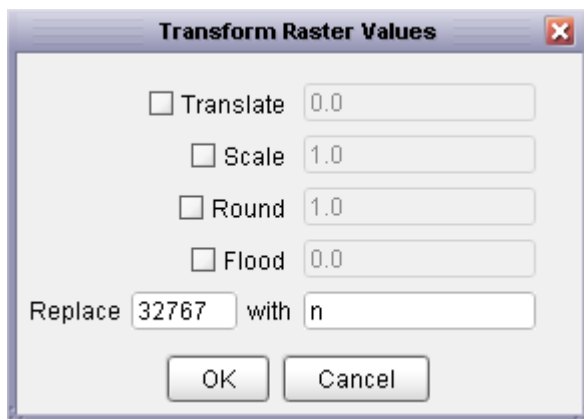 Transform Raster Values
Translate 0.0
Scale 1.0
Round 1.0
Flood 0.0
Replace 32767 with n
OK Cancel